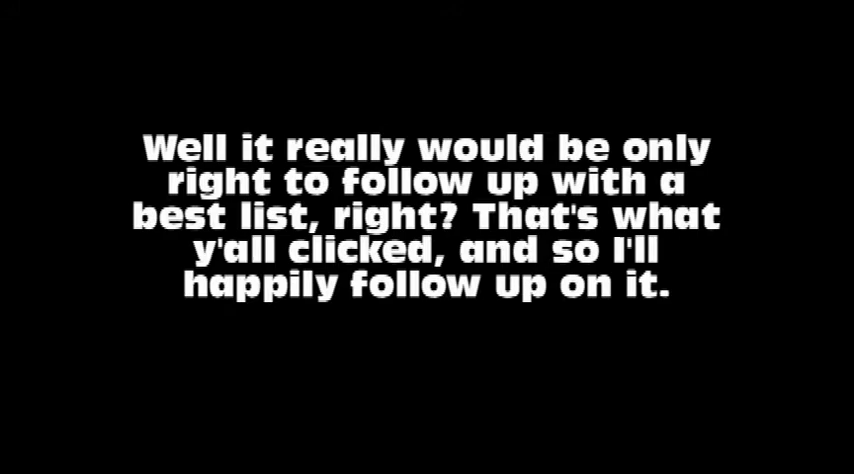 Well it really would be only
right to follow up with a
best list, right? That's what
y'all clicked, and so I'll
happily follow up on it.